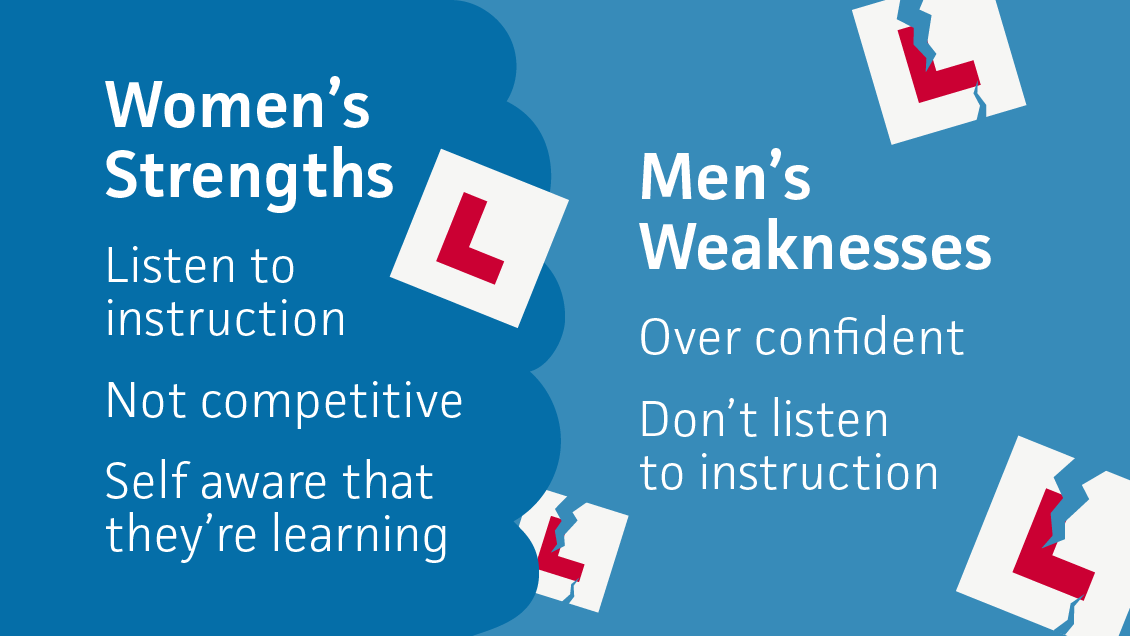 Women’s
Strengths
Listen to
instruction
Not competitive
Self aware that
they’re learning
L
Men’s
Weaknesses
Over confident
Don’t listen
to instruction
L
L
L